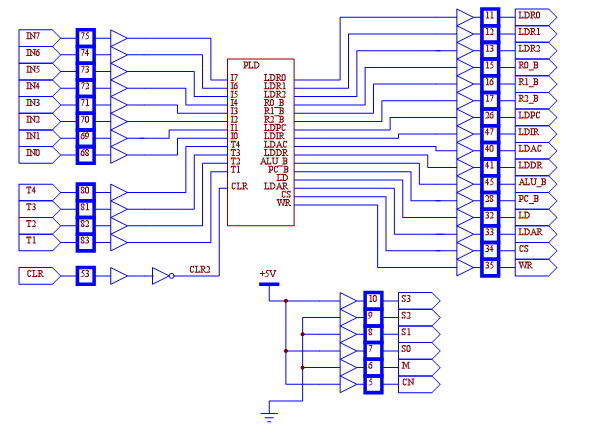 IN7 75
IN6 74
IN5 73
IN4 72
IN3 71
IN2 70
IN1 69
IN0 68
T4 80
T3 81
T2 82
T1 83
CLR 53
CLR2
PLD
I7 LDR0
I6 LDR1
I5 LDR2
I4 R0_B
I3 R1_B
I2 R2_B
I1 LDPC
I0 LDIR
T4 LDAC
T3 LDDR
T2 ALU_B
T1 PC_B
LD
CLR LDAR
CS
WR
11 LDR0
12 LDR1
13 LDR2
15 R0_B
16 R1_B
17 R2_B
26 LDPC
47 LDIR
40 LDAC
41 LDDR
45 ALU_B
28 PC_B
32 LD
33 LDAR
34 CS
35 WR
+5V
10 S3
9 S2
8 S1
7 S0
6 M
5 CN